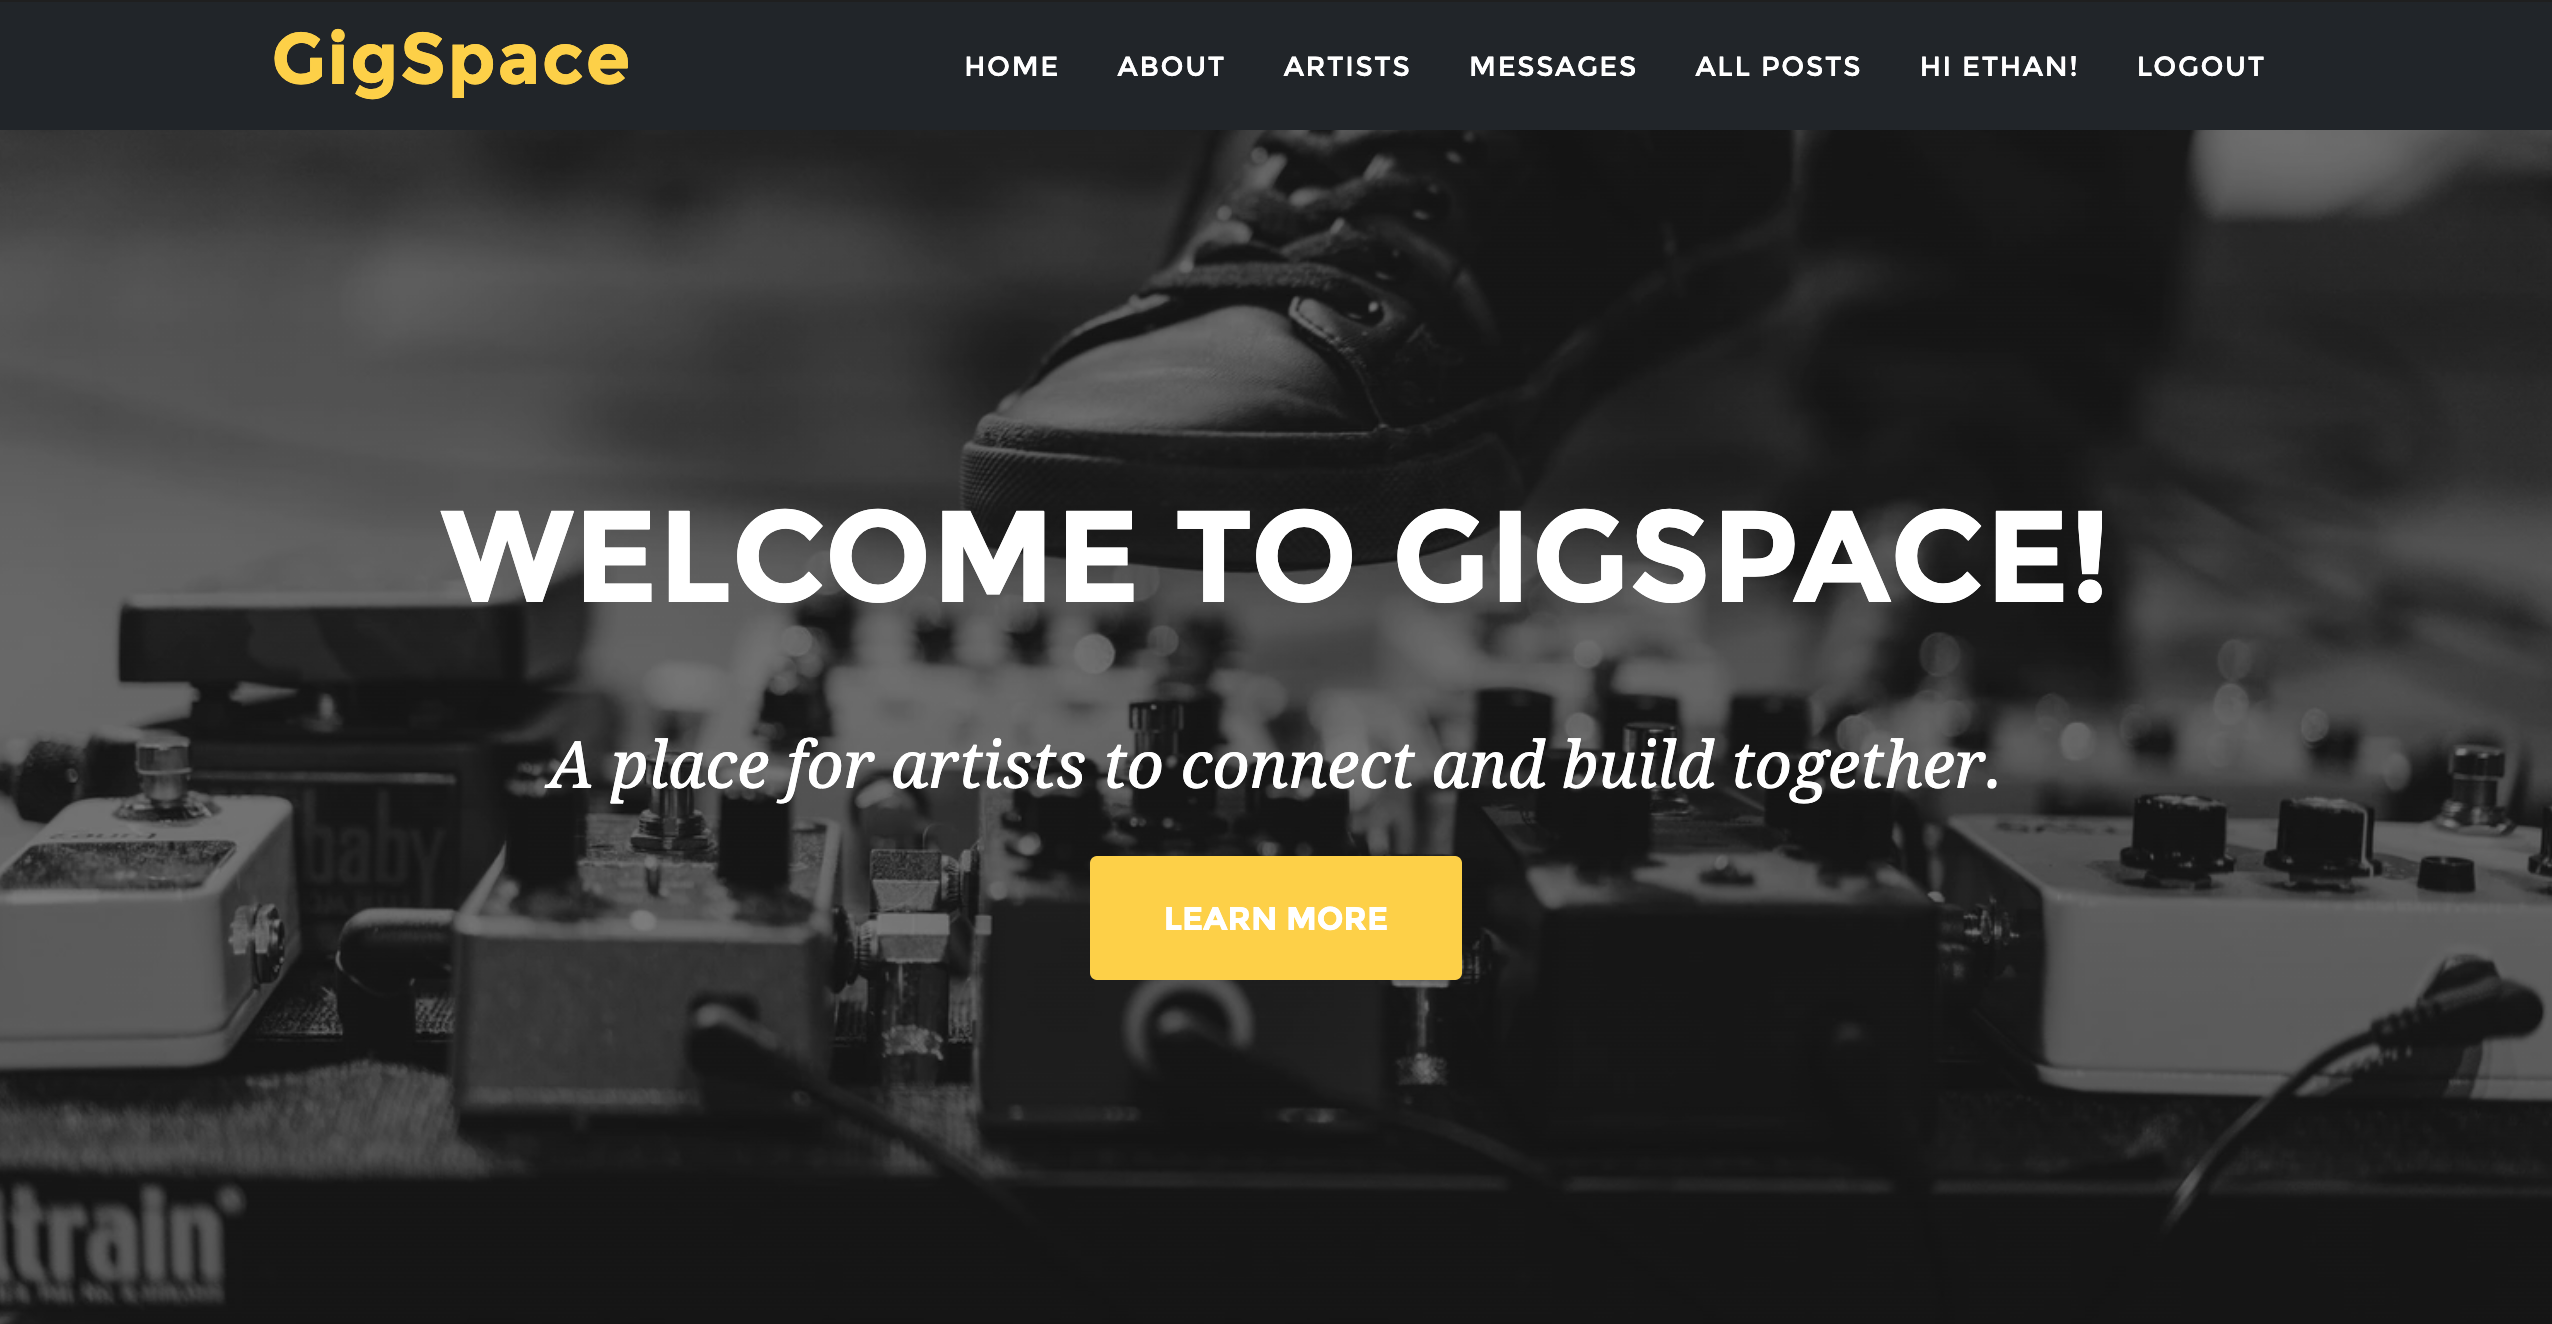 GigSpace
HOME ABOUT ARTISTS MESSAGES ALL POSTS HI ETHAN! LOGOUT
WELCOME TO GIGSPACE!
A place for artists to connect and build together.
baby
LEARN MORE
train